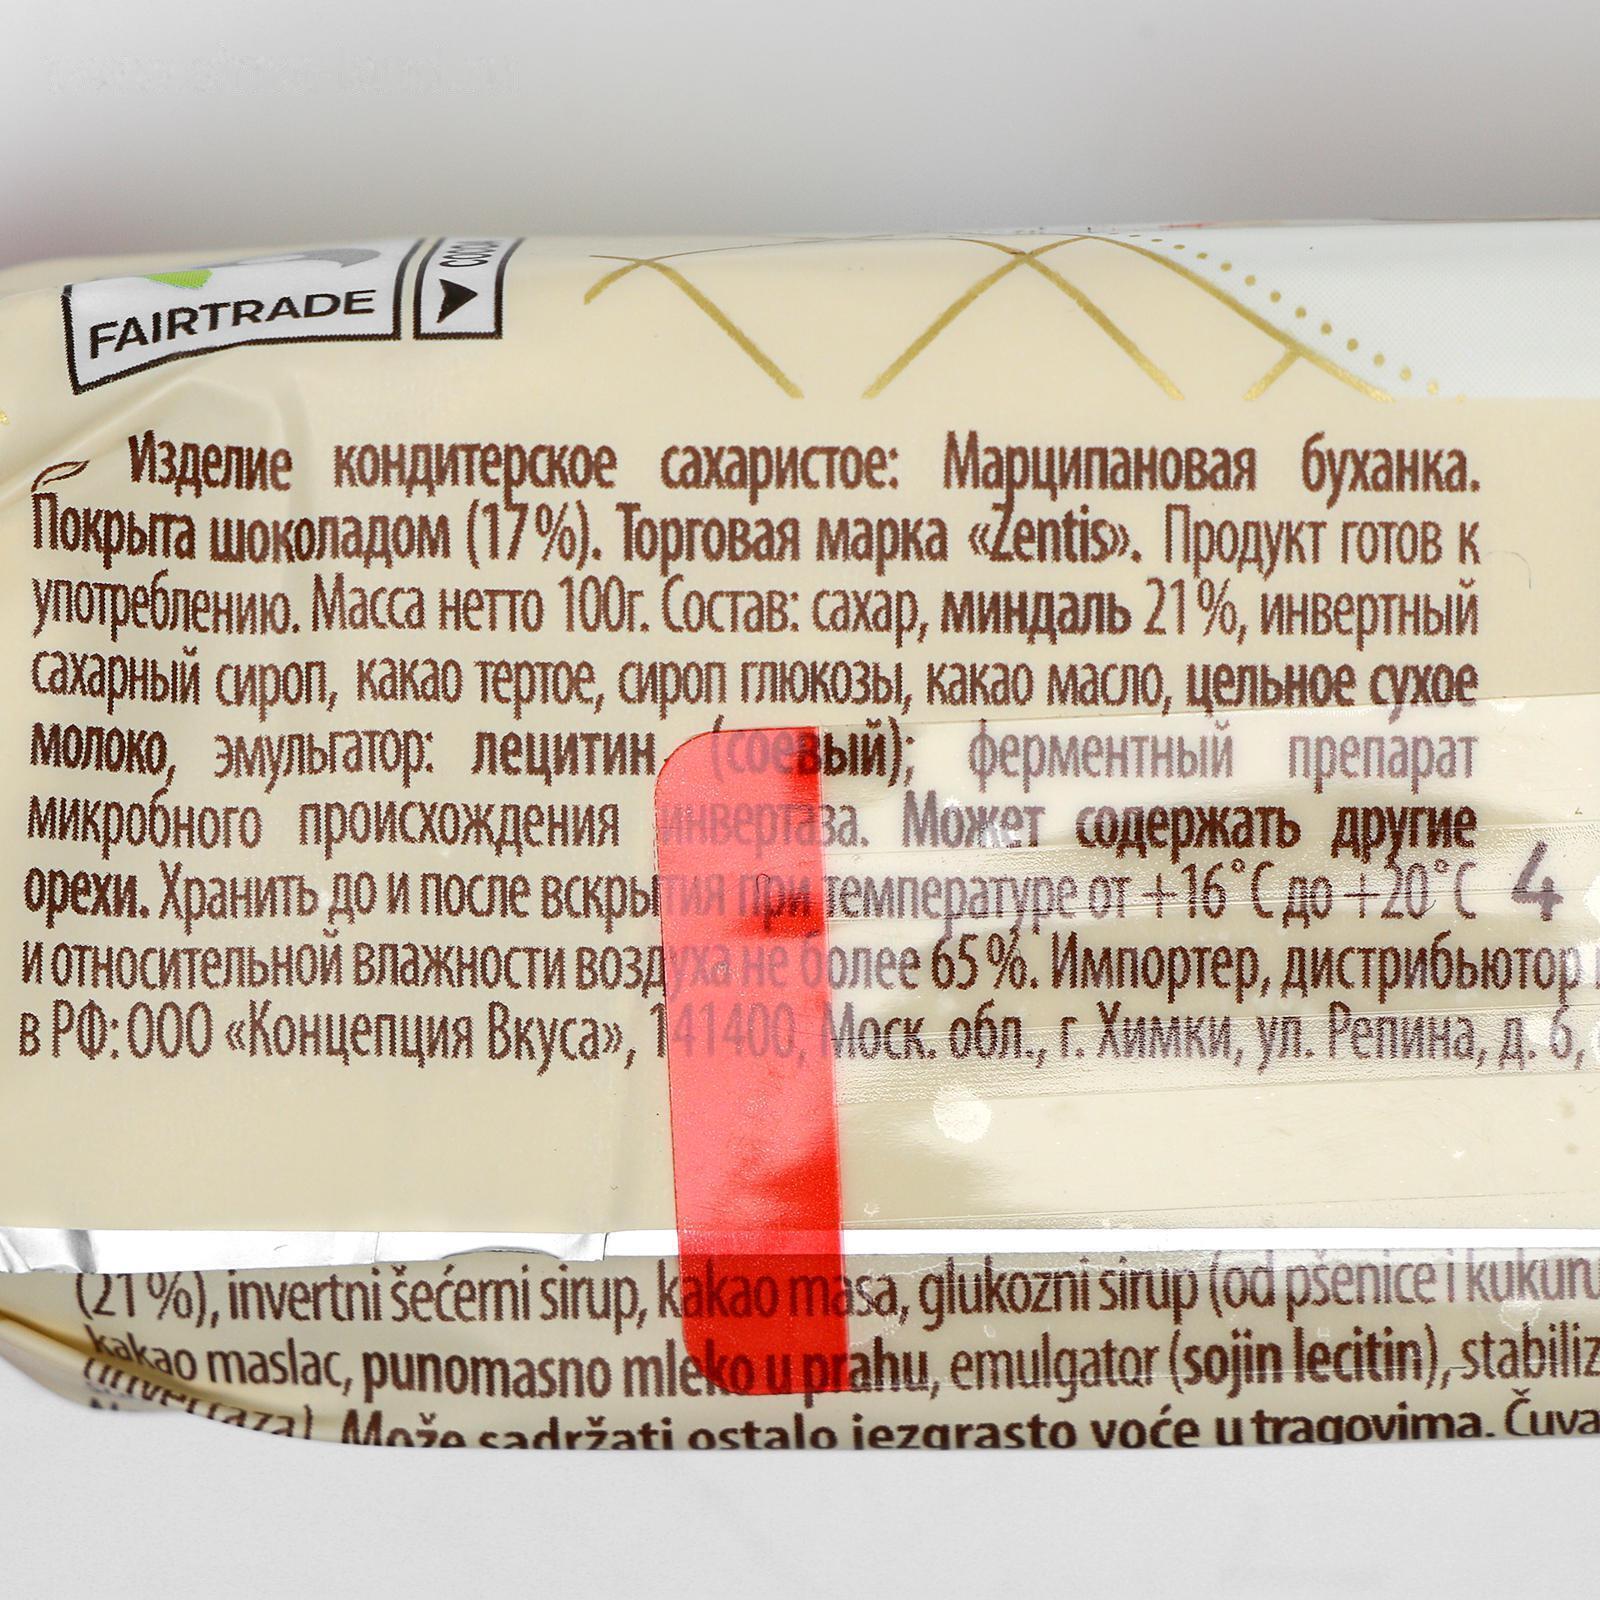 FAIRTRADE
COCOA
Изделие кондитерское сахаристое: Марципановая буханка.
Покрыта шоколадом (17%). Торговая марка «Zentis». Продукт готов к
употреблению. Масса нетто 100г. Состав: сахар, миндаль 21%, инвертный
сахарный сироп, какао тертое, сироп глюкозы, какао масло, цельное сухое
молоко, эмульгатор: лецитин (соевый); ферментный препарат
микробного происхождения инвертаза. Может содержать другие
орехи. Хранить до и после вскрытия при температуре от +16°C до +20°C 4
и относительной влажности воздуха не более 65%. Импортер, дистрибьютор
в РФ: ООО «Концепция Вкуса», 141400, Моск. обл., г. Химки, ул. Репина, д. 6,
(21%), invertni šećerni sirup, kakao masa, glukozni sirup (od pšenice i kukuru
kakao maslac, punomasno mleko u prahu, emulgator (sojin lecitin), stabiliz
(invertaza). Može sadržati ostalo jezgrasto voće u tragovima. Čuva